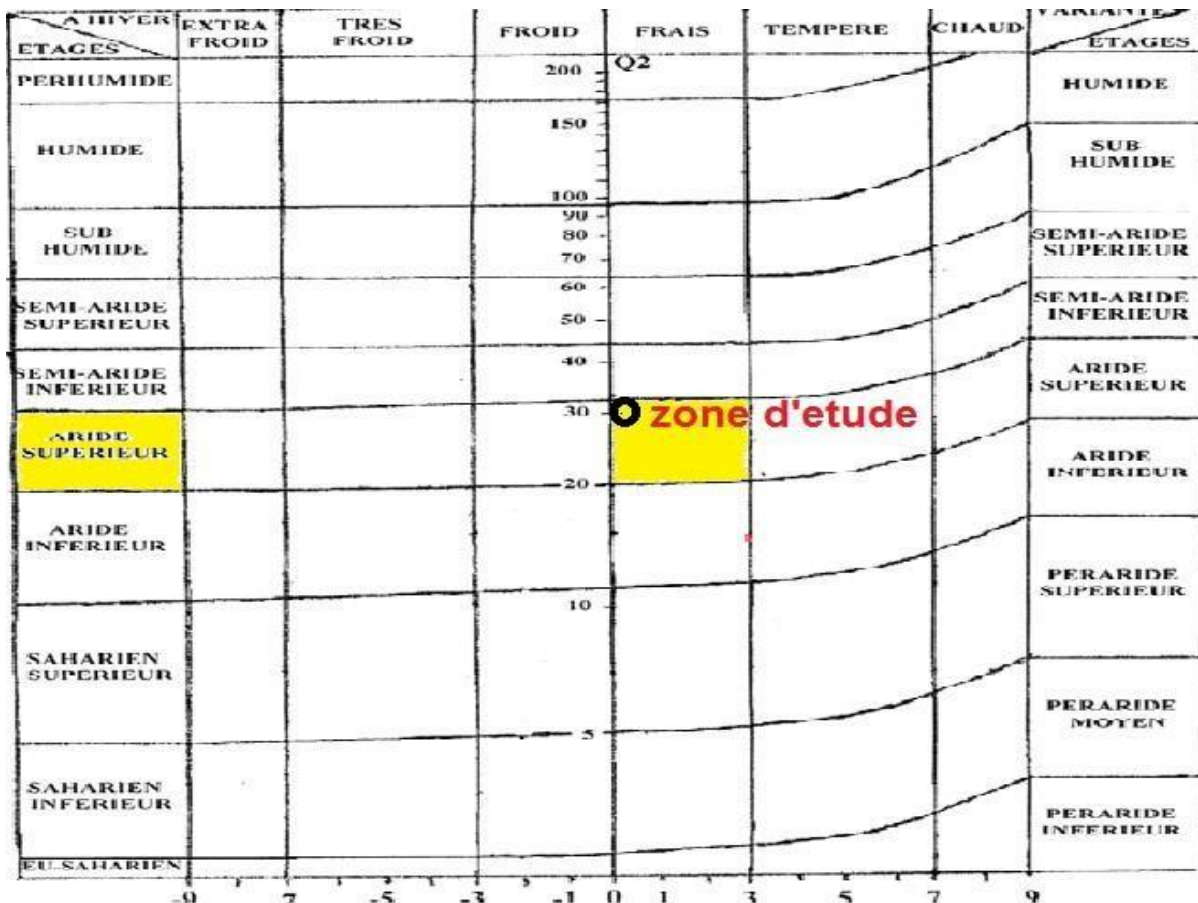 A HIVER
ETAGES
EXTRA
FROID
TRES
FROID
FROID
FRAIS
TEMPERE
CHAUD
VARIANTES
ETAGES
PERHUMIDE
HUMIDE
SUB
HUMIDE
SEMI-ARIDE
SUPERIEUR
SEMI-ARIDE
INFERIEUR
ARIDE
SUPERIEUR
ARIDE
INFERIEUR
SAHARIEN
SUPERIEUR
SAHARIEN
INFERIEUR
EU-SAHARIEN
Q2
200
150
100
90
80
70
60
50
40
30
20
10
5
zone d'etude
HUMIDE
SUB
HUMIDE
SEMI-ARIDE
SUPERIEUR
SEMI-ARIDE
INFERIEUR
ARIDE
SUPERIEUR
ARIDE
INFERIEUR
PERARIDE
SUPERIEUR
PERARIDE
MOYEN
PERARIDE
INFERIEUR
-9 -7 -5 -3 -1 0 1 3 5 7 9